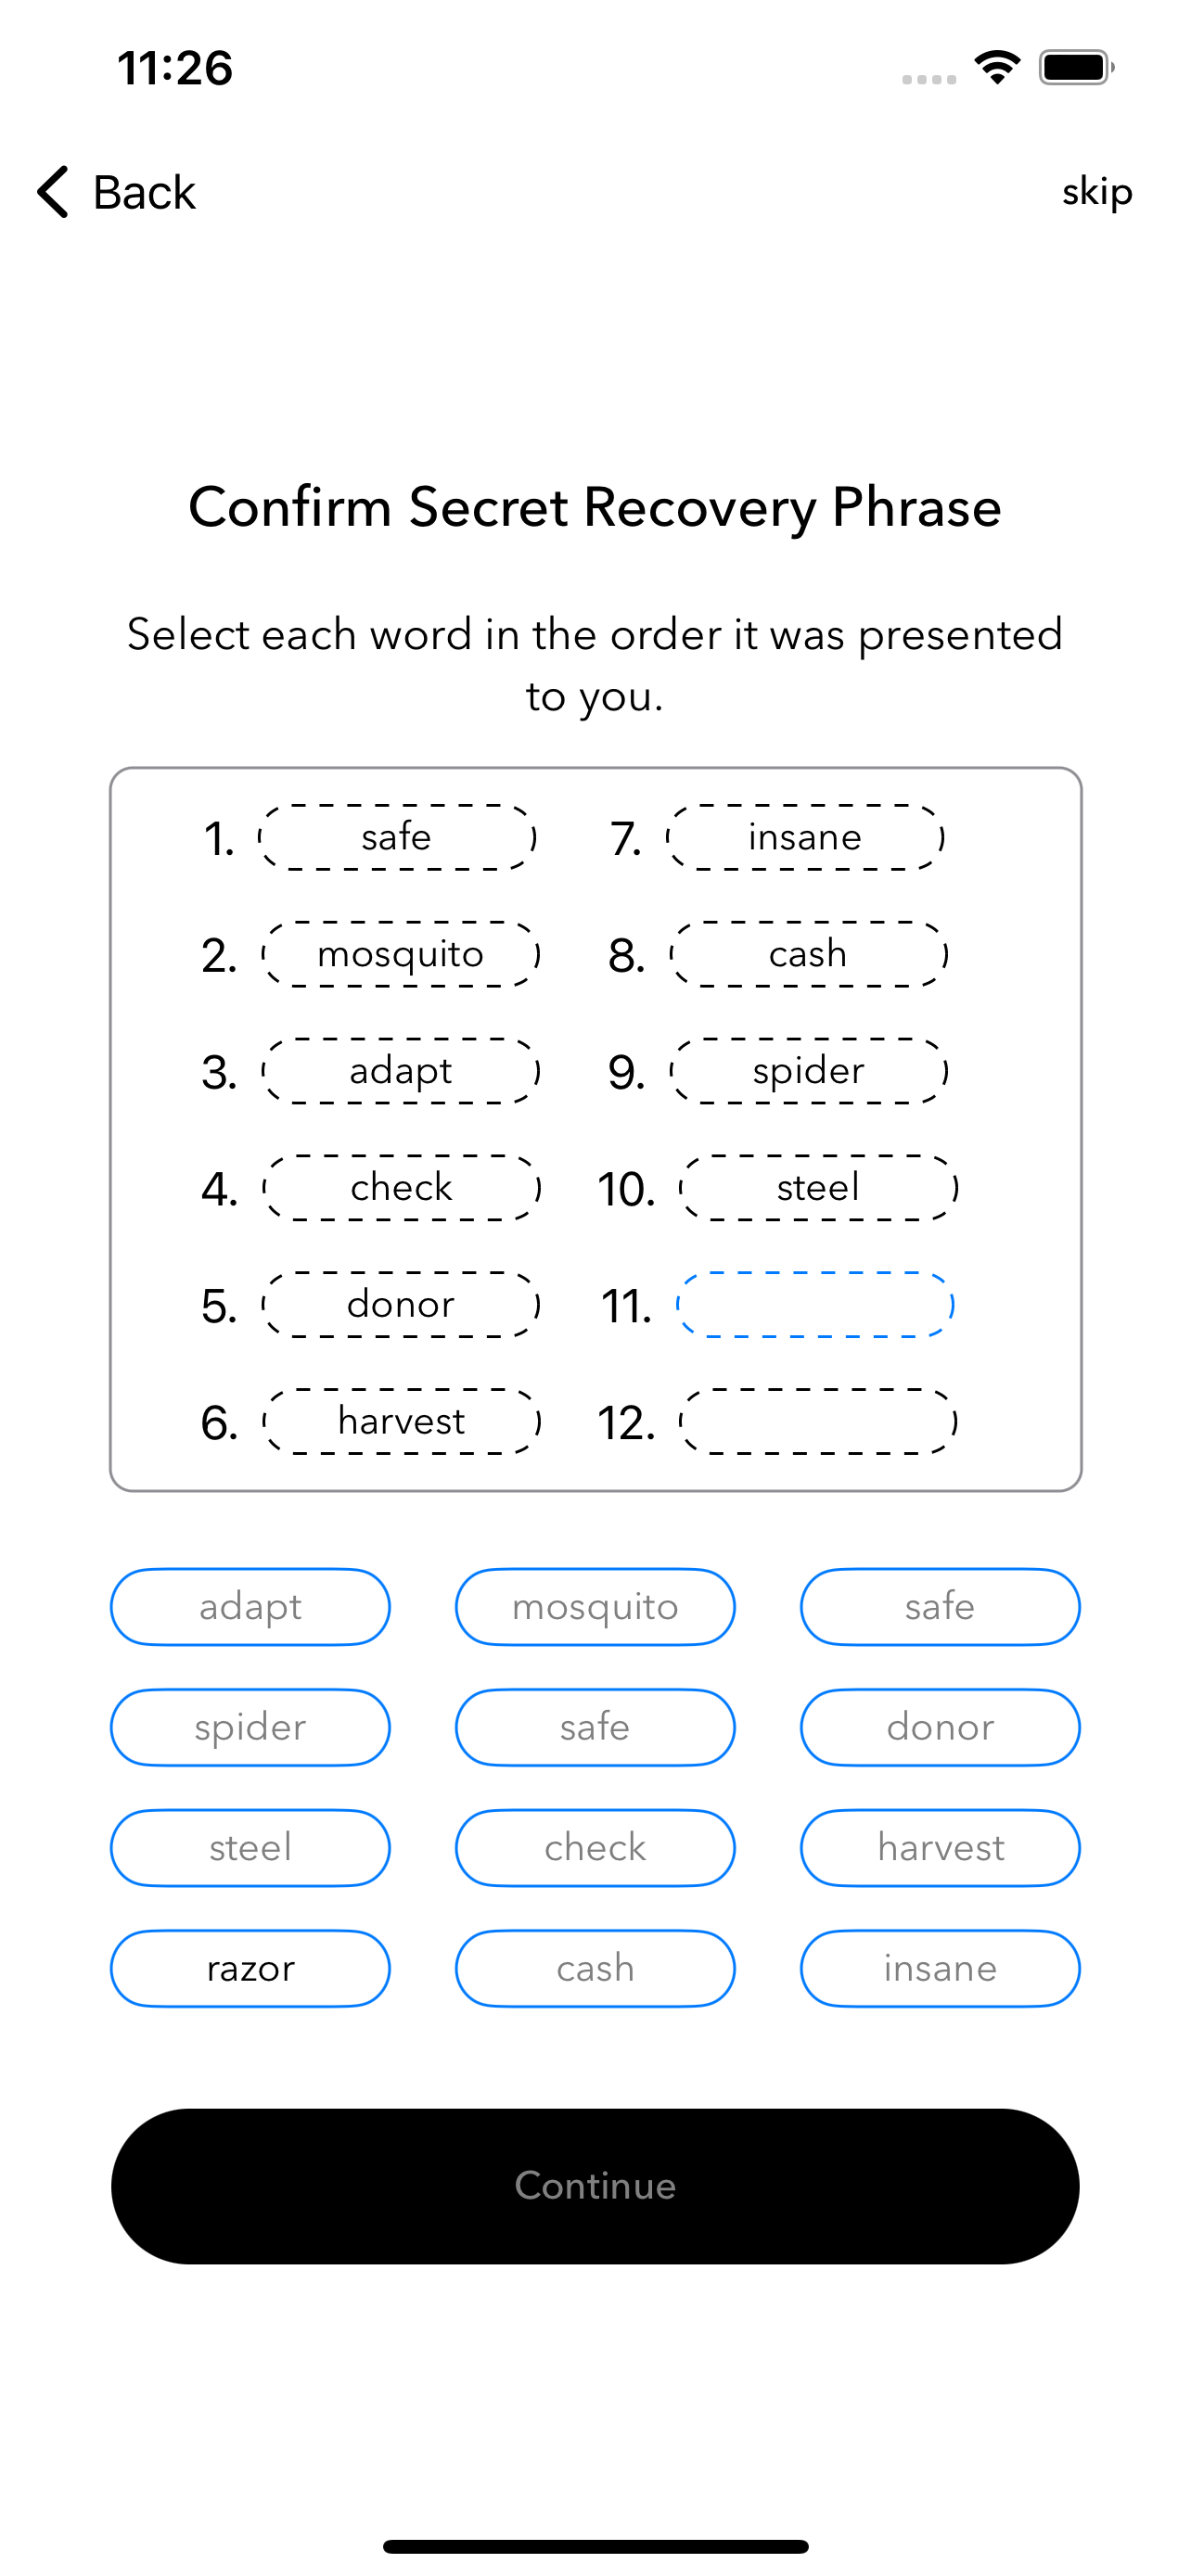 11:26
Back
skip
Confirm Secret Recovery Phrase
Select each word in the order it was presented
to you.
1. safe
2. mosquito
3. adapt
4. check
5. donor
6. harvest
7. insane
8. cash
9. spider
10. steel
11.
12.
adapt mosquito safe
spider safe donor
steel check harvest
razor cash insane
Continue